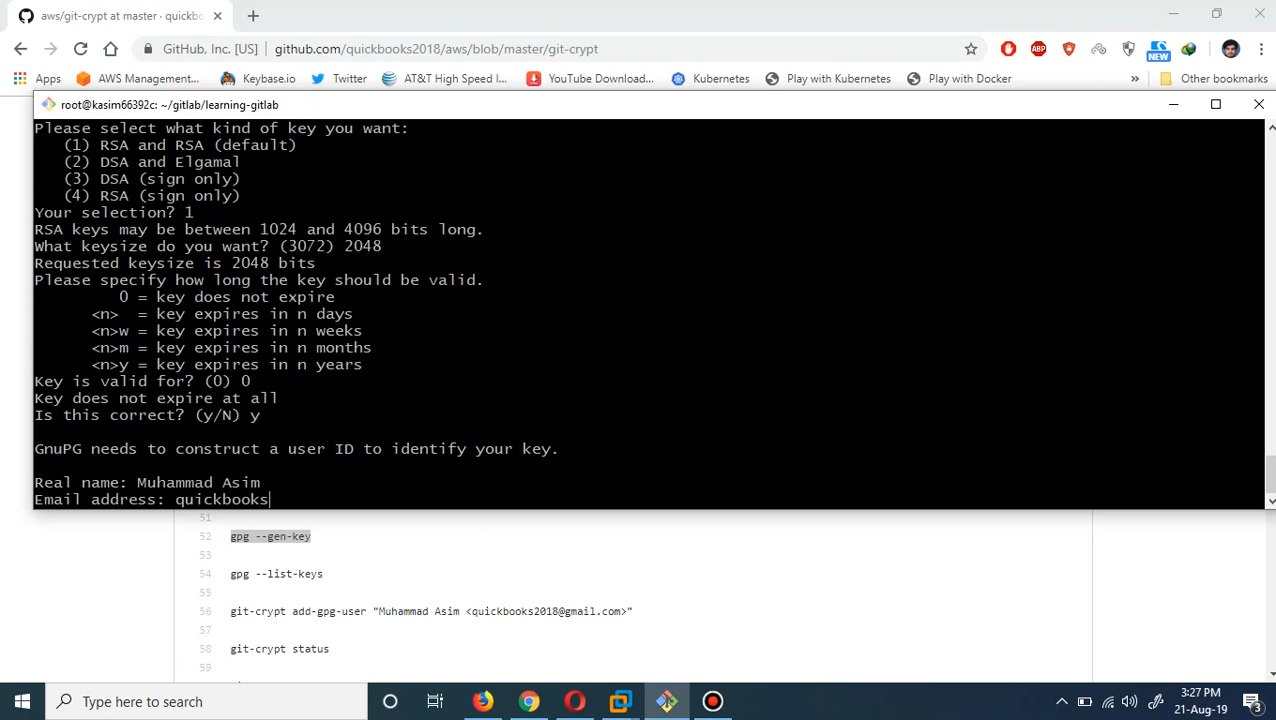 aws/git-crypt at master · quickbo
GitHub, Inc. [US]
github.com/quickbooks2018/aws/blob/master/git-crypt
ABP
NEW
Apps
AWS Management...
Keybase.io
Twitter
AT&T High Speed I...
YouTube Download...
Kubernetes
Play with Kubernetes
Play with Docker
»
Other bookmarks
root@kasim66392c: ~/gitlab/learning-gitlab
Please select what kind of key you want:
(1) RSA and RSA (default)
(2) DSA and Elgamal
(3) DSA (sign only)
(4) RSA (sign only)
Your selection? 1
RSA keys may be between 1024 and 4096 bits long.
What keysize do you want? (3072) 2048
Requested keysize is 2048 bits
Please specify how long the key should be valid.
0 = key does not expire
<n> = key expires in n days
<n>w = key expires in n weeks
<n>m = key expires in n months
<n>y = key expires in n years
Key is valid for? (0) 0
Key does not expire at all
Is this correct? (y/N) y
GnuPG needs to construct a user ID to identify your key.
Real name: Muhammad Asim
Email address: quickbooks
51
52 gpg --gen-key
53
54 gpg --list-keys
55
56 git-crypt add-gpg-user "Muhammad Asim <quickbooks2018@gmail.com>"
57
58 git-crypt status
59
Type here to search
3:27 PM
21-Aug-19
3